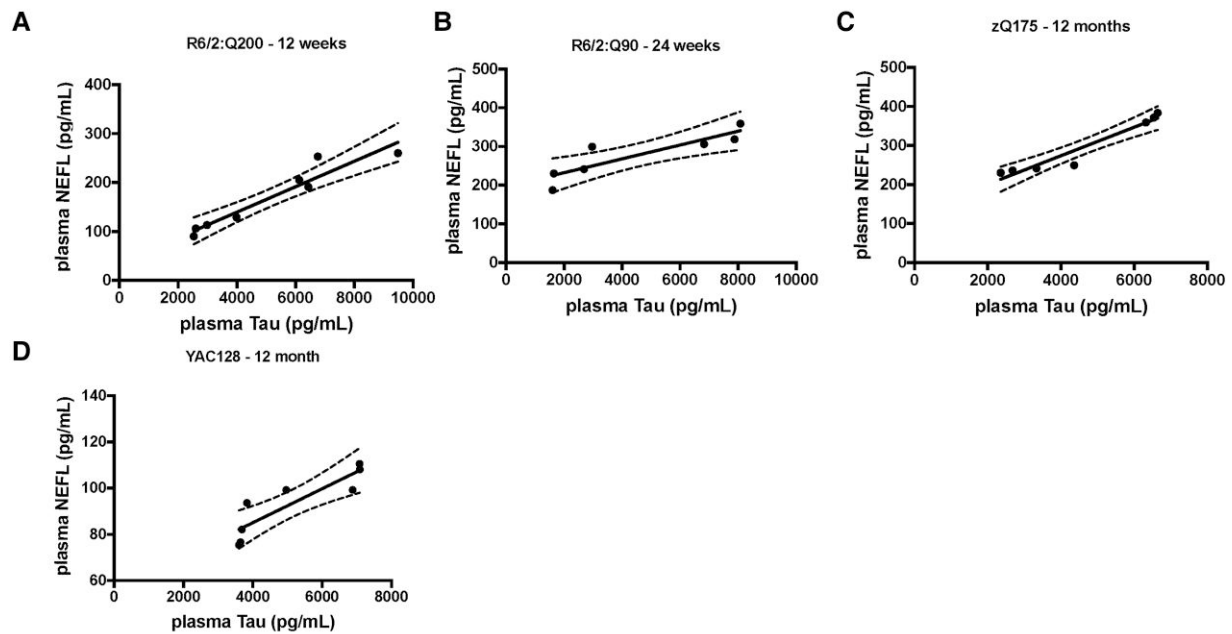 A
R6/2:Q200 - 12 weeks
400
300
200
100
0
plasma NEFL (pg/mL)
0 2000 4000 6000 8000 10000
plasma Tau (pg/mL)
B
R6/2:Q90 - 24 weeks
500
400
300
200
100
0
plasma NEFL (pg/mL)
0 2000 4000 6000 8000 10000
plasma Tau (pg/mL)
C
zQ175 - 12 months
500
400
300
200
100
0
plasma NEFL (pg/mL)
0 2000 4000 6000 8000
plasma Tau (pg/mL)
D
YAC128 - 12 month
140
120
100
80
60
plasma NEFL (pg/mL)
0 2000 4000 6000 8000
plasma Tau (pg/mL)